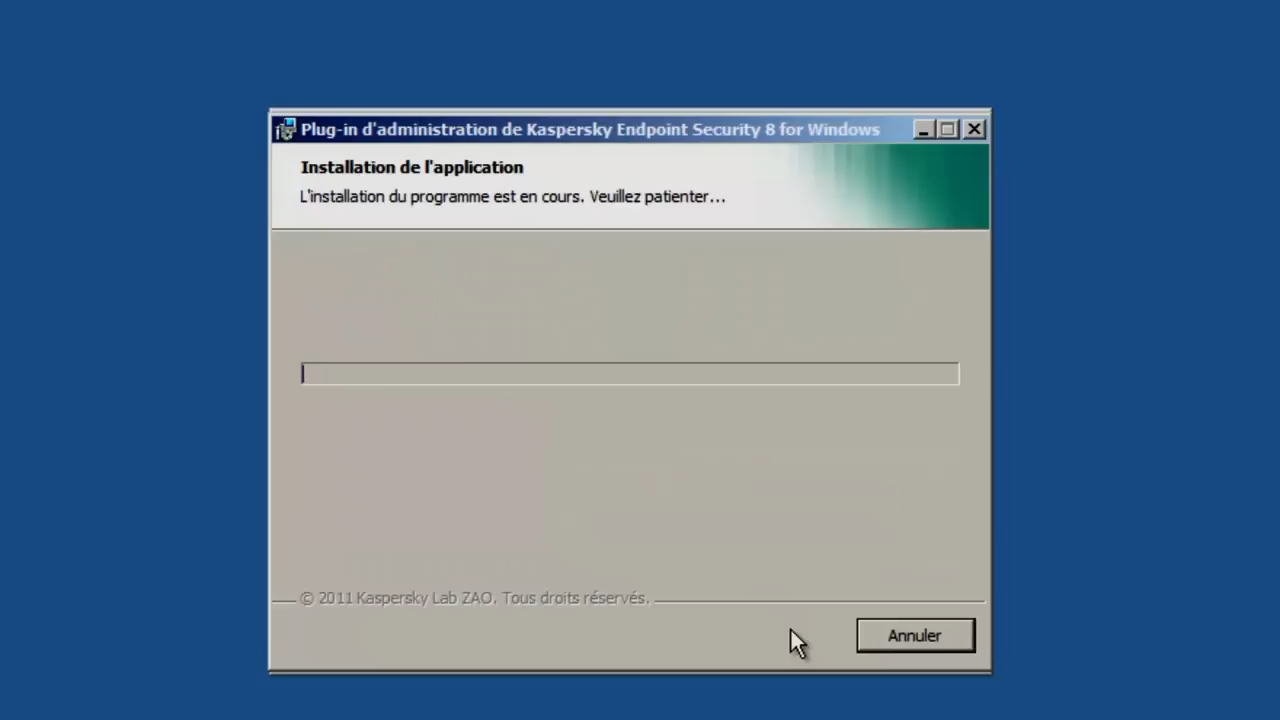 Plug-in d'administration de Kaspersky Endpoint Security 8 for Windows
Installation de l'application
L'installation du programme est en cours. Veuillez patienter...
© 2011 Kaspersky Lab ZAO. Tous droits réservés.
Annuler